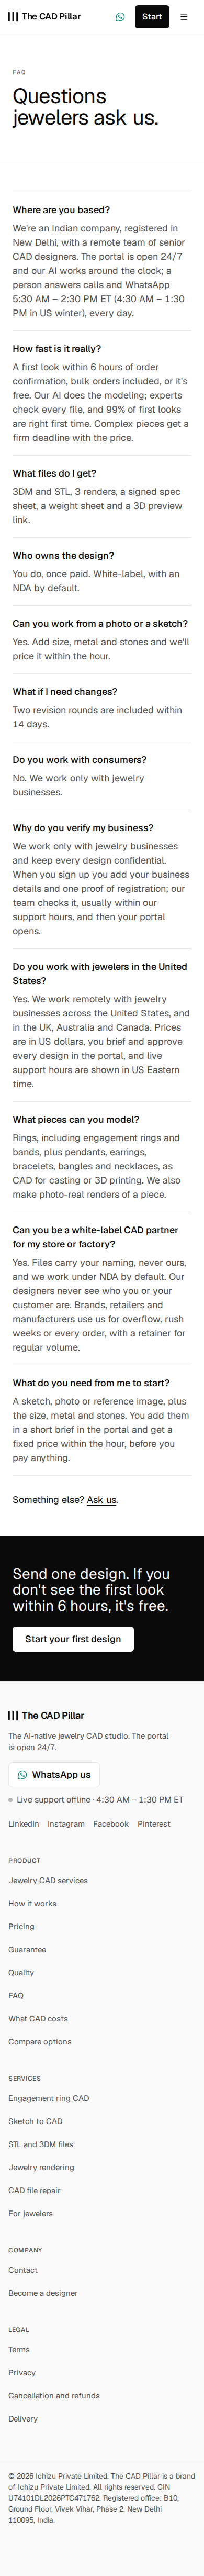 The CAD Pillar
Start
FAQ
Questions
jewelers ask us.
Where are you based?
We're an Indian company, registered in
New Delhi, with a remote team of senior
CAD designers. The portal is open 24/7
and our AI works around the clock; a
person answers calls and WhatsApp
5:30 AM – 2:30 PM ET (4:30 AM – 1:30
PM in US winter), every day.
How fast is it really?
A first look within 6 hours of order
confirmation, bulk orders included, or it's
free. Our AI does the modeling; experts
check every file, and 99% of first looks
are right first time. Complex pieces get a
firm deadline with the price.
What files do I get?
3DM and STL, 3 renders, a signed spec
sheet, a weight sheet and a 3D preview
link.
Who owns the design?
You do, once paid. White-label, with an
NDA by default.
Can you work from a photo or a sketch?
Yes. Add size, metal and stones and we'll
price it within the hour.
What if I need changes?
Two revision rounds are included within
14 days.
Do you work with consumers?
No. We work only with jewelry
businesses.
Why do you verify my business?
We work only with jewelry businesses
and keep every design confidential.
When you sign up you add your business
details and one proof of registration; our
team checks it, usually within our
support hours, and then your portal
opens.
Do you work with jewelers in the United
States?
Yes. We work remotely with jewelry
businesses across the United States, and
in the UK, Australia and Canada. Prices
are in US dollars, you brief and approve
every design in the portal, and live
support hours are shown in US Eastern
time.
What pieces can you model?
Rings, including engagement rings and
bands, plus pendants, earrings,
bracelets, bangles and necklaces, as
CAD for casting or 3D printing. We also
make photo-real renders of a piece.
Can you be a white-label CAD partner
for my store or factory?
Yes. Files carry your naming, never ours,
and we work under NDA by default. Our
designers never see who you or your
customer are. Brands, retailers and
manufacturers use us for overflow, rush
weeks or every order, with a retainer for
regular volume.
What do you need from me to start?
A sketch, photo or reference image, plus
the size, metal and stones. You add them
in a short brief in the portal and get a
fixed price within the hour, before you
pay anything.
Something else? Ask us.
Send one design. If you
don't see the first look
within 6 hours, it's free.
Start your first design
The CAD Pillar
The AI-native jewelry CAD studio. The portal
is open 24/7.
WhatsApp us
Live support offline · 4:30 AM – 1:30 PM ET
LinkedIn Instagram Facebook Pinterest
PRODUCT
Jewelry CAD services
How it works
Pricing
Guarantee
Quality
FAQ
What CAD costs
Compare options
SERVICES
Engagement ring CAD
Sketch to CAD
STL and 3DM files
Jewelry rendering
CAD file repair
For jewelers
COMPANY
Contact
Become a designer
LEGAL
Terms
Privacy
Cancellation and refunds
Delivery
© 2026 Ichizu Private Limited. The CAD Pillar is a brand
of Ichizu Private Limited. All rights reserved. CIN
U74101DL2026PTC471762. Registered office: B10,
Ground Floor, Vivek Vihar, Phase 2, New Delhi
110095, India.